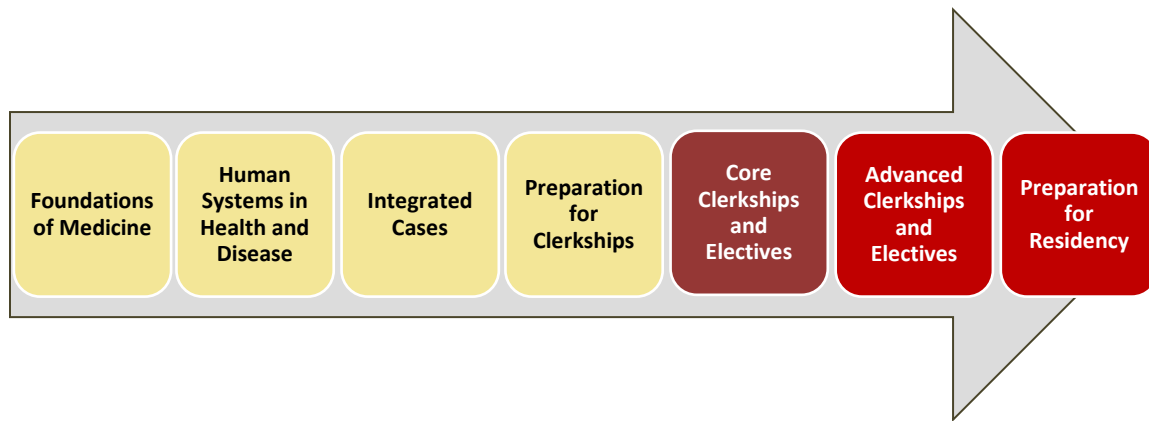 Foundations
of Medicine
Human
Systems in
Health and
Disease
Integrated
Cases
Preparation
for
Clerkships
Core
Clerkships
and
Electives
Advanced
Clerkships
and
Electives
Preparation
for
Residency